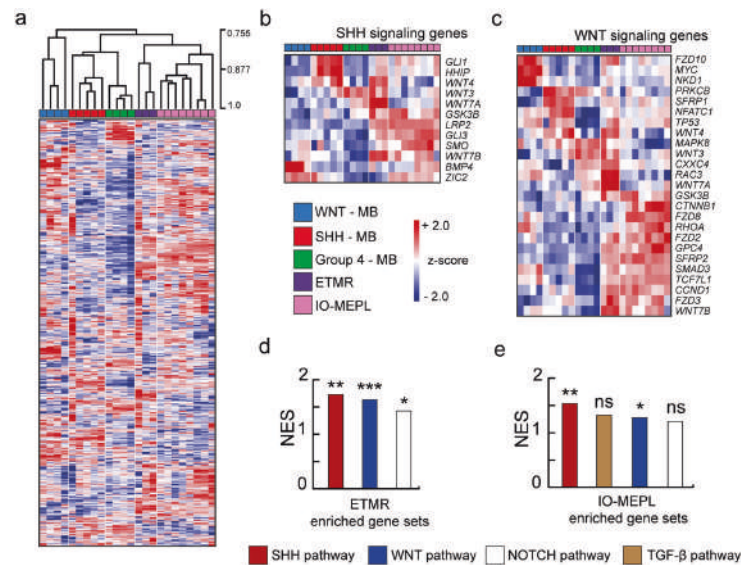 a
0.755
0.877
1.0
b
SHH signaling genes
GLI1
HHIP
WNT4
WNT3
WNT7A
GSK3B
LRP2
GLI3
SMO
WNT7B
BMP4
ZIC2
WNT - MB
SHH - MB
Group 4 - MB
ETMR
IO-MEPL
+ 2.0
z-score
- 2.0
c
WNT signaling genes
FZD10
MYC
NKD1
PRKCB
SFRP1
NFATC1
TP53
WNT4
MAPK8
WNT3
CXXC4
RAC3
WNT7A
GSK3B
CTNNB1
FZD8
RHOA
FZD2
GPC4
SFRP2
SMAD3
TCF7L1
CCND1
FZD3
WNT7B
d
2
1
0
NES
** *** *
ETMR
enriched gene sets
e
2
1
0
NES
** ns * ns
IO-MEPL
enriched gene sets
SHH pathway WNT pathway NOTCH pathway TGF-β pathway